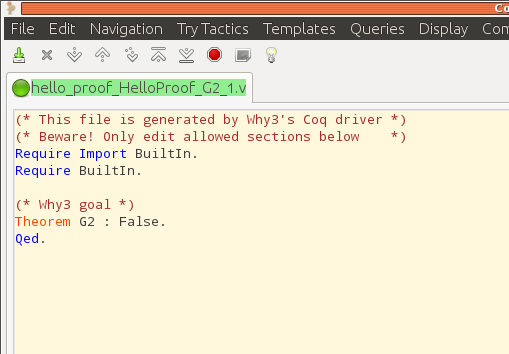 Co
File Edit Navigation Try Tactics Templates Queries Display Com
hello_proof_HelloProof_G2_1.v
(* This file is generated by Why3's Coq driver *)
(* Beware! Only edit allowed sections below    *)
Require Import BuiltIn.
Require BuiltIn.
(* Why3 goal *)
Theorem G2 : False.
Qed.